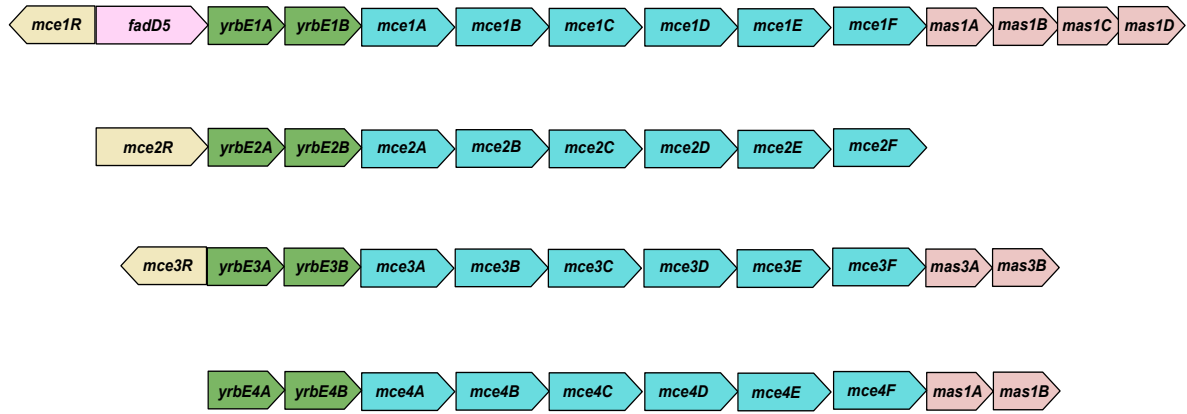 mce1R fadD5 yrbE1A yrbE1B mce1A mce1B mce1C mce1D mce1E mce1F mas1A mas1B mas1C mas1D
mce2R yrbE2A yrbE2B mce2A mce2B mce2C mce2D mce2E mce2F
mce3R yrbE3A yrbE3B mce3A mce3B mce3C mce3D mce3E mce3F mas3A mas3B
yrbE4A yrbE4B mce4A mce4B mce4C mce4D mce4E mce4F mas1A mas1B